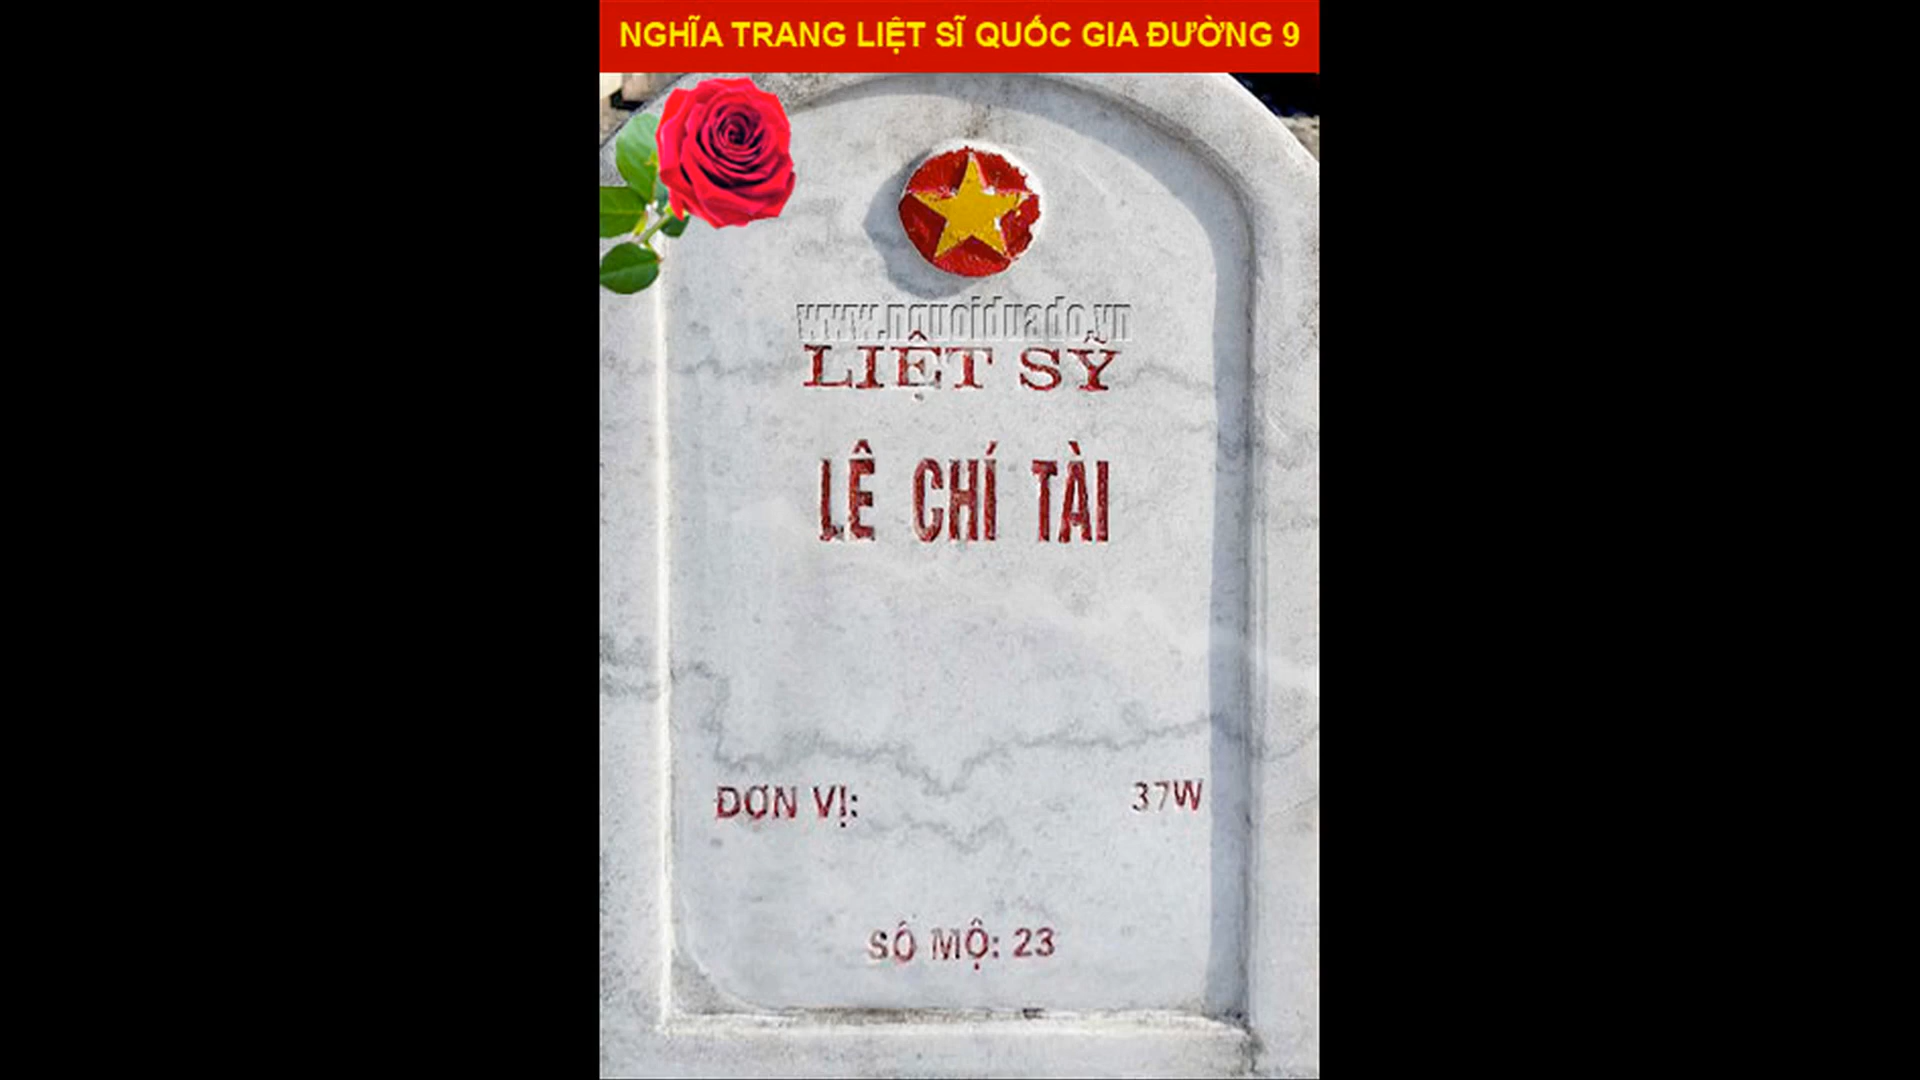 NGHĨA TRANG LIỆT SĨ QUỐC GIA ĐƯỜNG 9
www.nguoiduado.vn
LIỆT SỸ
LÊ CHÍ TÀI
ĐƠN VỊ: 37W
SỐ MỘ: 23